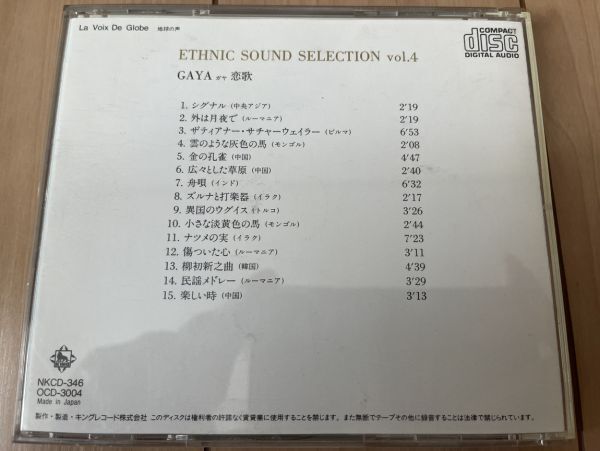 La Voix De Globe 地球の声
COMPACT
disc
DIGITAL AUDIO
ETHNIC SOUND SELECTION vol.4
GAYA ガヤ 恋歌
1. シグナル (中央アジア) 2'19
2. 外は月夜で (ルーマニア) 2'19
3. ザティアナー・サチャーウェイラー (ビルマ) 6'53
4. 雲のような灰色の馬 (モンゴル) 2'08
5. 金の孔雀 (中国) 4'47
6. 広々とした草原 (中国) 2'40
7. 舟唄 (インド) 6'32
8. ズルナと打楽器 (イラク) 2'17
9. 異国のウグイス (トルコ) 3'26
10. 小さな淡黄色の馬 (モンゴル) 2'44
11. ナツメの実 (イラク) 7'23
12. 傷ついた心 (ルーマニア) 3'11
13. 柳初新之曲 (韓国) 4'39
14. 民謡メドレー (ルーマニア) 3'29
15. 楽しい時 (中国) 3'13
NKCD-346
OCD-3004
Made in Japan
製作・製造・キングレコード株式会社 このディスクは権利者の許諾なく賃貸業に使用することを禁じます。また無断でテープその他に録音することは法律で禁じられています。